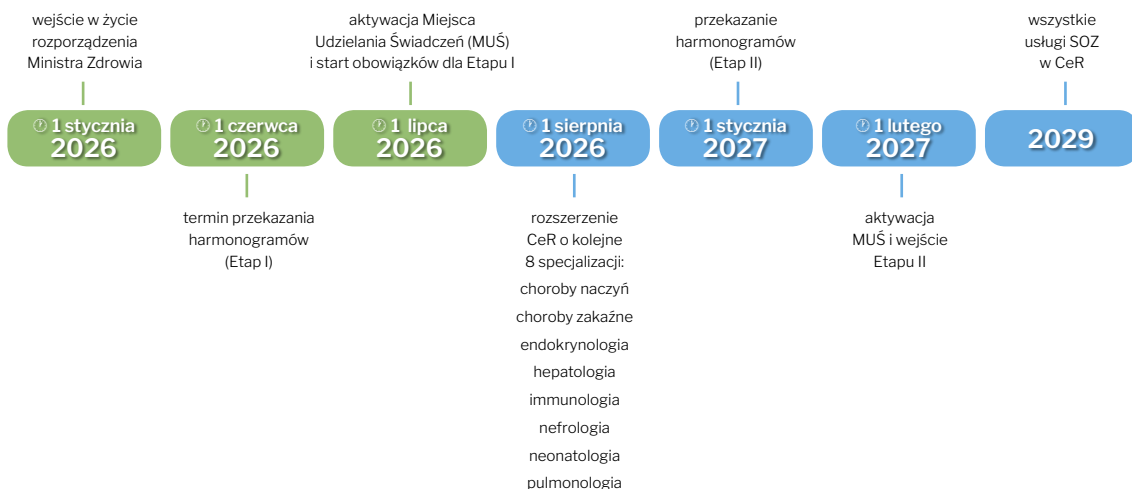 wejście w życie
rozporządzenia
Ministra Zdrowia
1 stycznia
2026
1 czerwca
2026
termin przekazania
harmonogramów
(Etap I)
aktywacja Miejsca
Udzielania Świadczeń (MUŚ)
i start obowiązków dla Etapu I
1 lipca
2026
1 sierpnia
2026
rozszerzenie
CeR o kolejne
8 specjalizacji:
choroby naczyń
choroby zakaźne
endokrynologia
hepatologia
immunologia
nefrologia
neonatologia
pulmonologia
przekazanie
harmonogramów
(Etap II)
1 stycznia
2027
1 lutego
2027
aktywacja
MUŚ i wejście
Etapu II
wszystkie
usługi SOZ
w CeR
2029